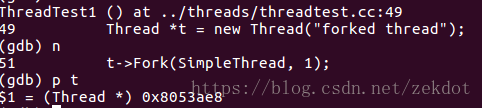 ThreadTest1 () at ../threads/threadtest.cc:49
49 Thread *t = new Thread("forked thread");
(gdb) n
51 t->Fork(SimpleThread, 1);
(gdb) p t
https://blog.csdn.net/zekdot
$1 = (Thread *) 0x8053ae8